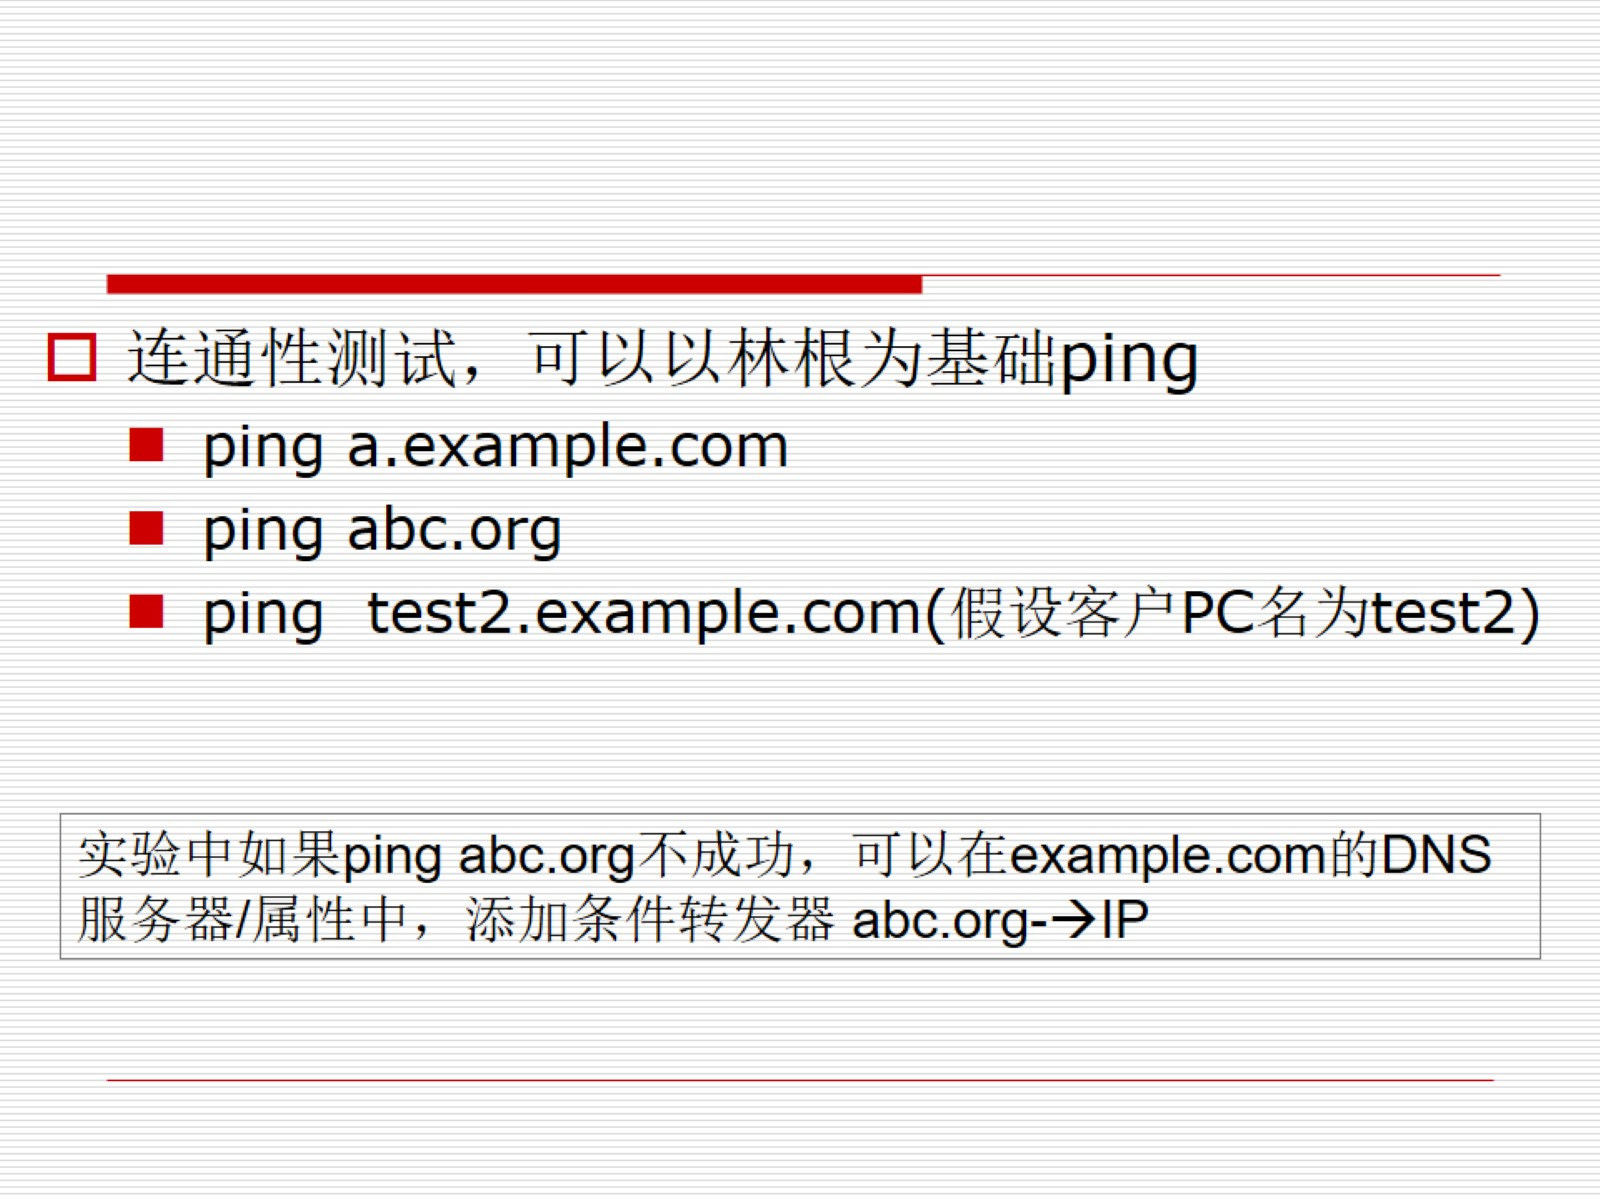 连通性测试，可以以林根为基础ping
ping a.example.com
ping abc.org
ping test2.example.com(假设客户PC名为test2)
实验中如果ping abc.org不成功，可以在example.com的DNS
服务器/属性中，添加条件转发器 abc.org-→IP